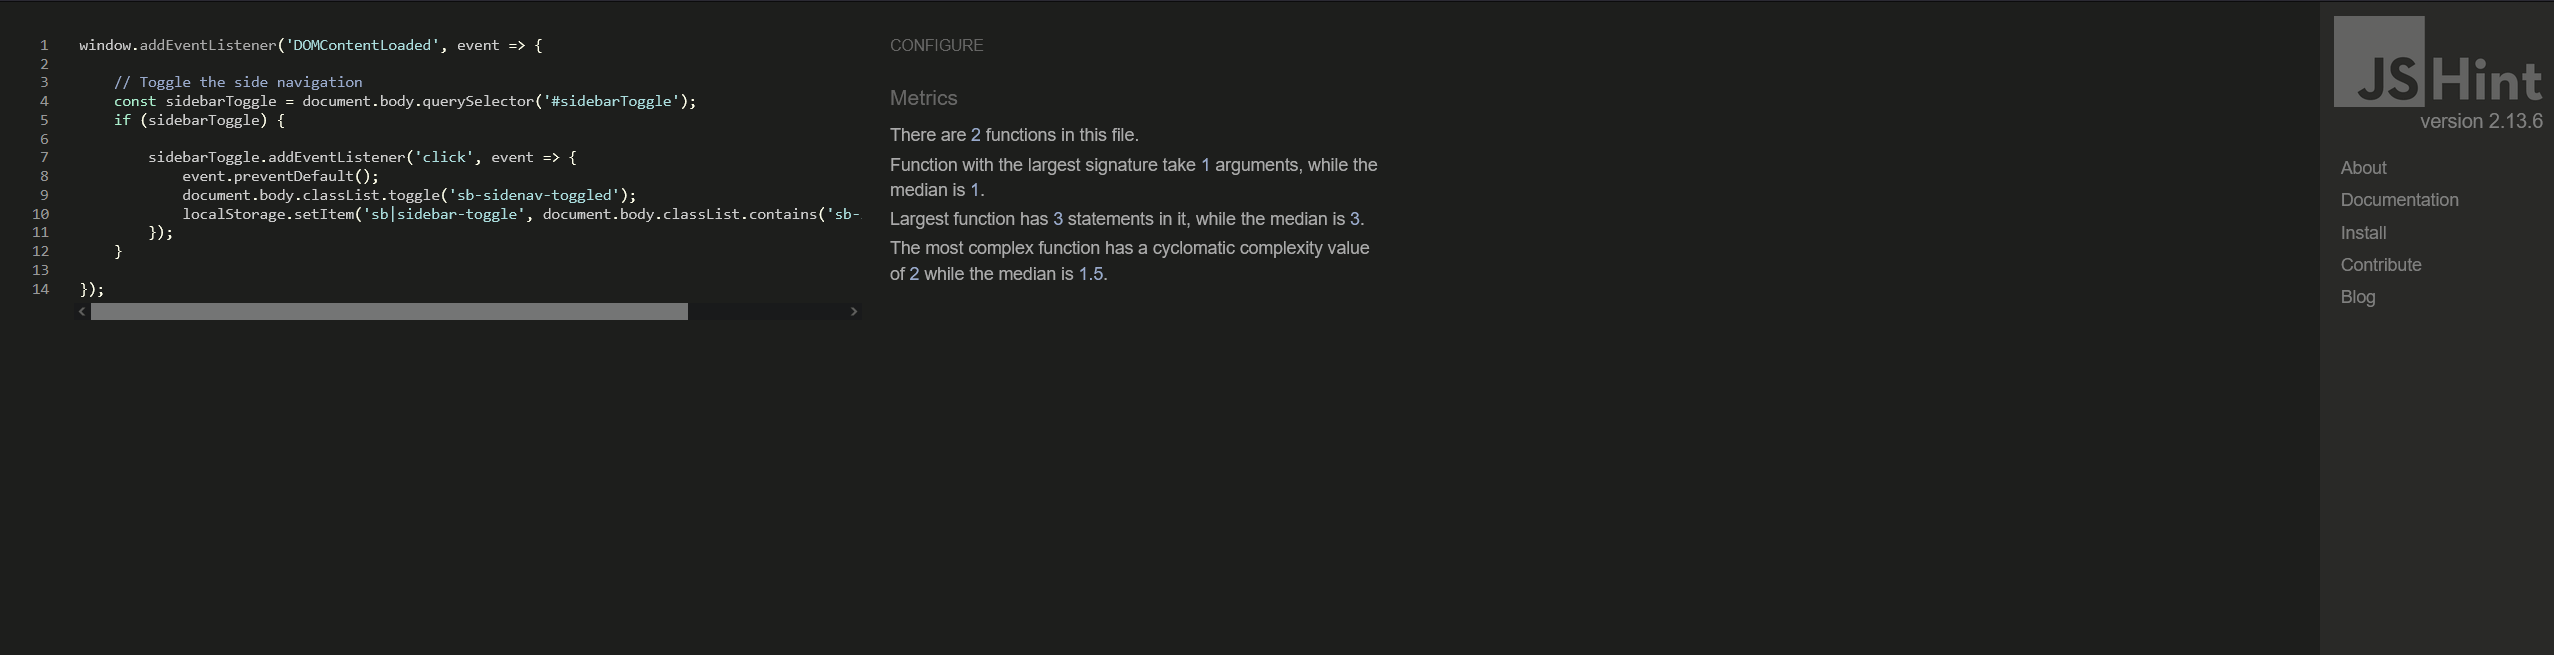 1 window.addEventListener('DOMContentLoaded', event => {
2
3 // Toggle the side navigation
4 const sidebarToggle = document.body.querySelector('#sidebarToggle');
5 if (sidebarToggle) {
6
7 sidebarToggle.addEventListener('click', event => {
8 event.preventDefault();
9 document.body.classList.toggle('sb-sidenav-toggled');
10 localStorage.setItem('sb|sidebar-toggle', document.body.classList.contains('sb-
11 });
12 }
13
14 });
CONFIGURE
Metrics
There are 2 functions in this file.
Function with the largest signature take 1 arguments, while the
median is 1.
Largest function has 3 statements in it, while the median is 3.
The most complex function has a cyclomatic complexity value
of 2 while the median is 1.5.
JSHint
version 2.13.6
About
Documentation
Install
Contribute
Blog